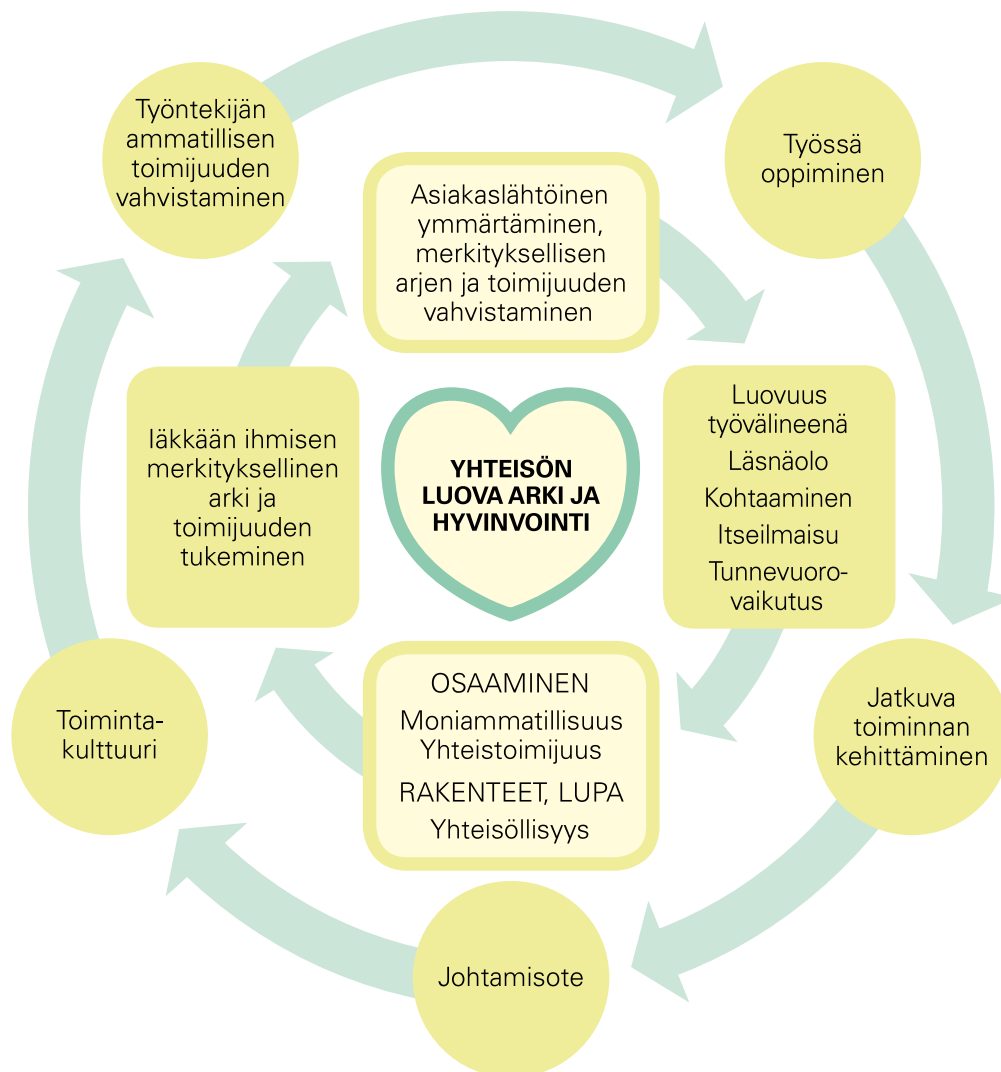 Työntekijän
ammatillisen
toimijuuden
vahvistaminen
Työssä
oppiminen
Asiakaslähtöinen
ymmärtäminen,
merkityksellisen
arjen ja toimijuuden
vahvistaminen
Iäkkään ihmisen
merkityksellinen
arki ja
toimijuuden
tukeminen
YHTEISÖN
LUOVA ARKI JA
HYVINVOINTI
Luovuus
työvälineenä
Läsnäolo
Kohtaaminen
Itseilmaisu
Tunnevuoro-
vaikutus
OSAAMINEN
Moniammatillisuus
Yhteistoimijuus
RAKENTEET, LUPA
Yhteisöllisyys
Toiminta-
kulttuuri
Jatkuva
toiminnan
kehittäminen
Johtamisote